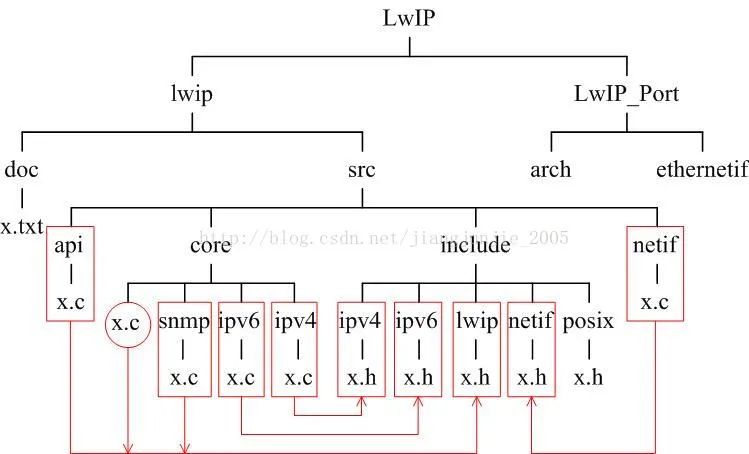 LwIP
lwip LwIP_Port
doc src arch ethernetif
x.txt api core include netif
http://blog.csdn.net/jiangjunjie_2005
x.c x.c
x.c snmp ipv6 ipv4 ipv4 ipv6 lwip netif posix
x.c x.c x.c x.h x.h x.h x.h x.h